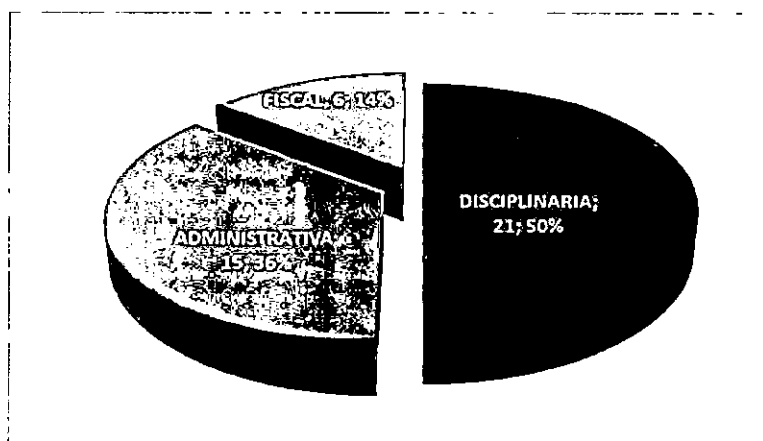 FISCAL; 6; 14%
DISCIPLINARIA;
21; 50%
ADMINISTRATIVA;
15; 36%